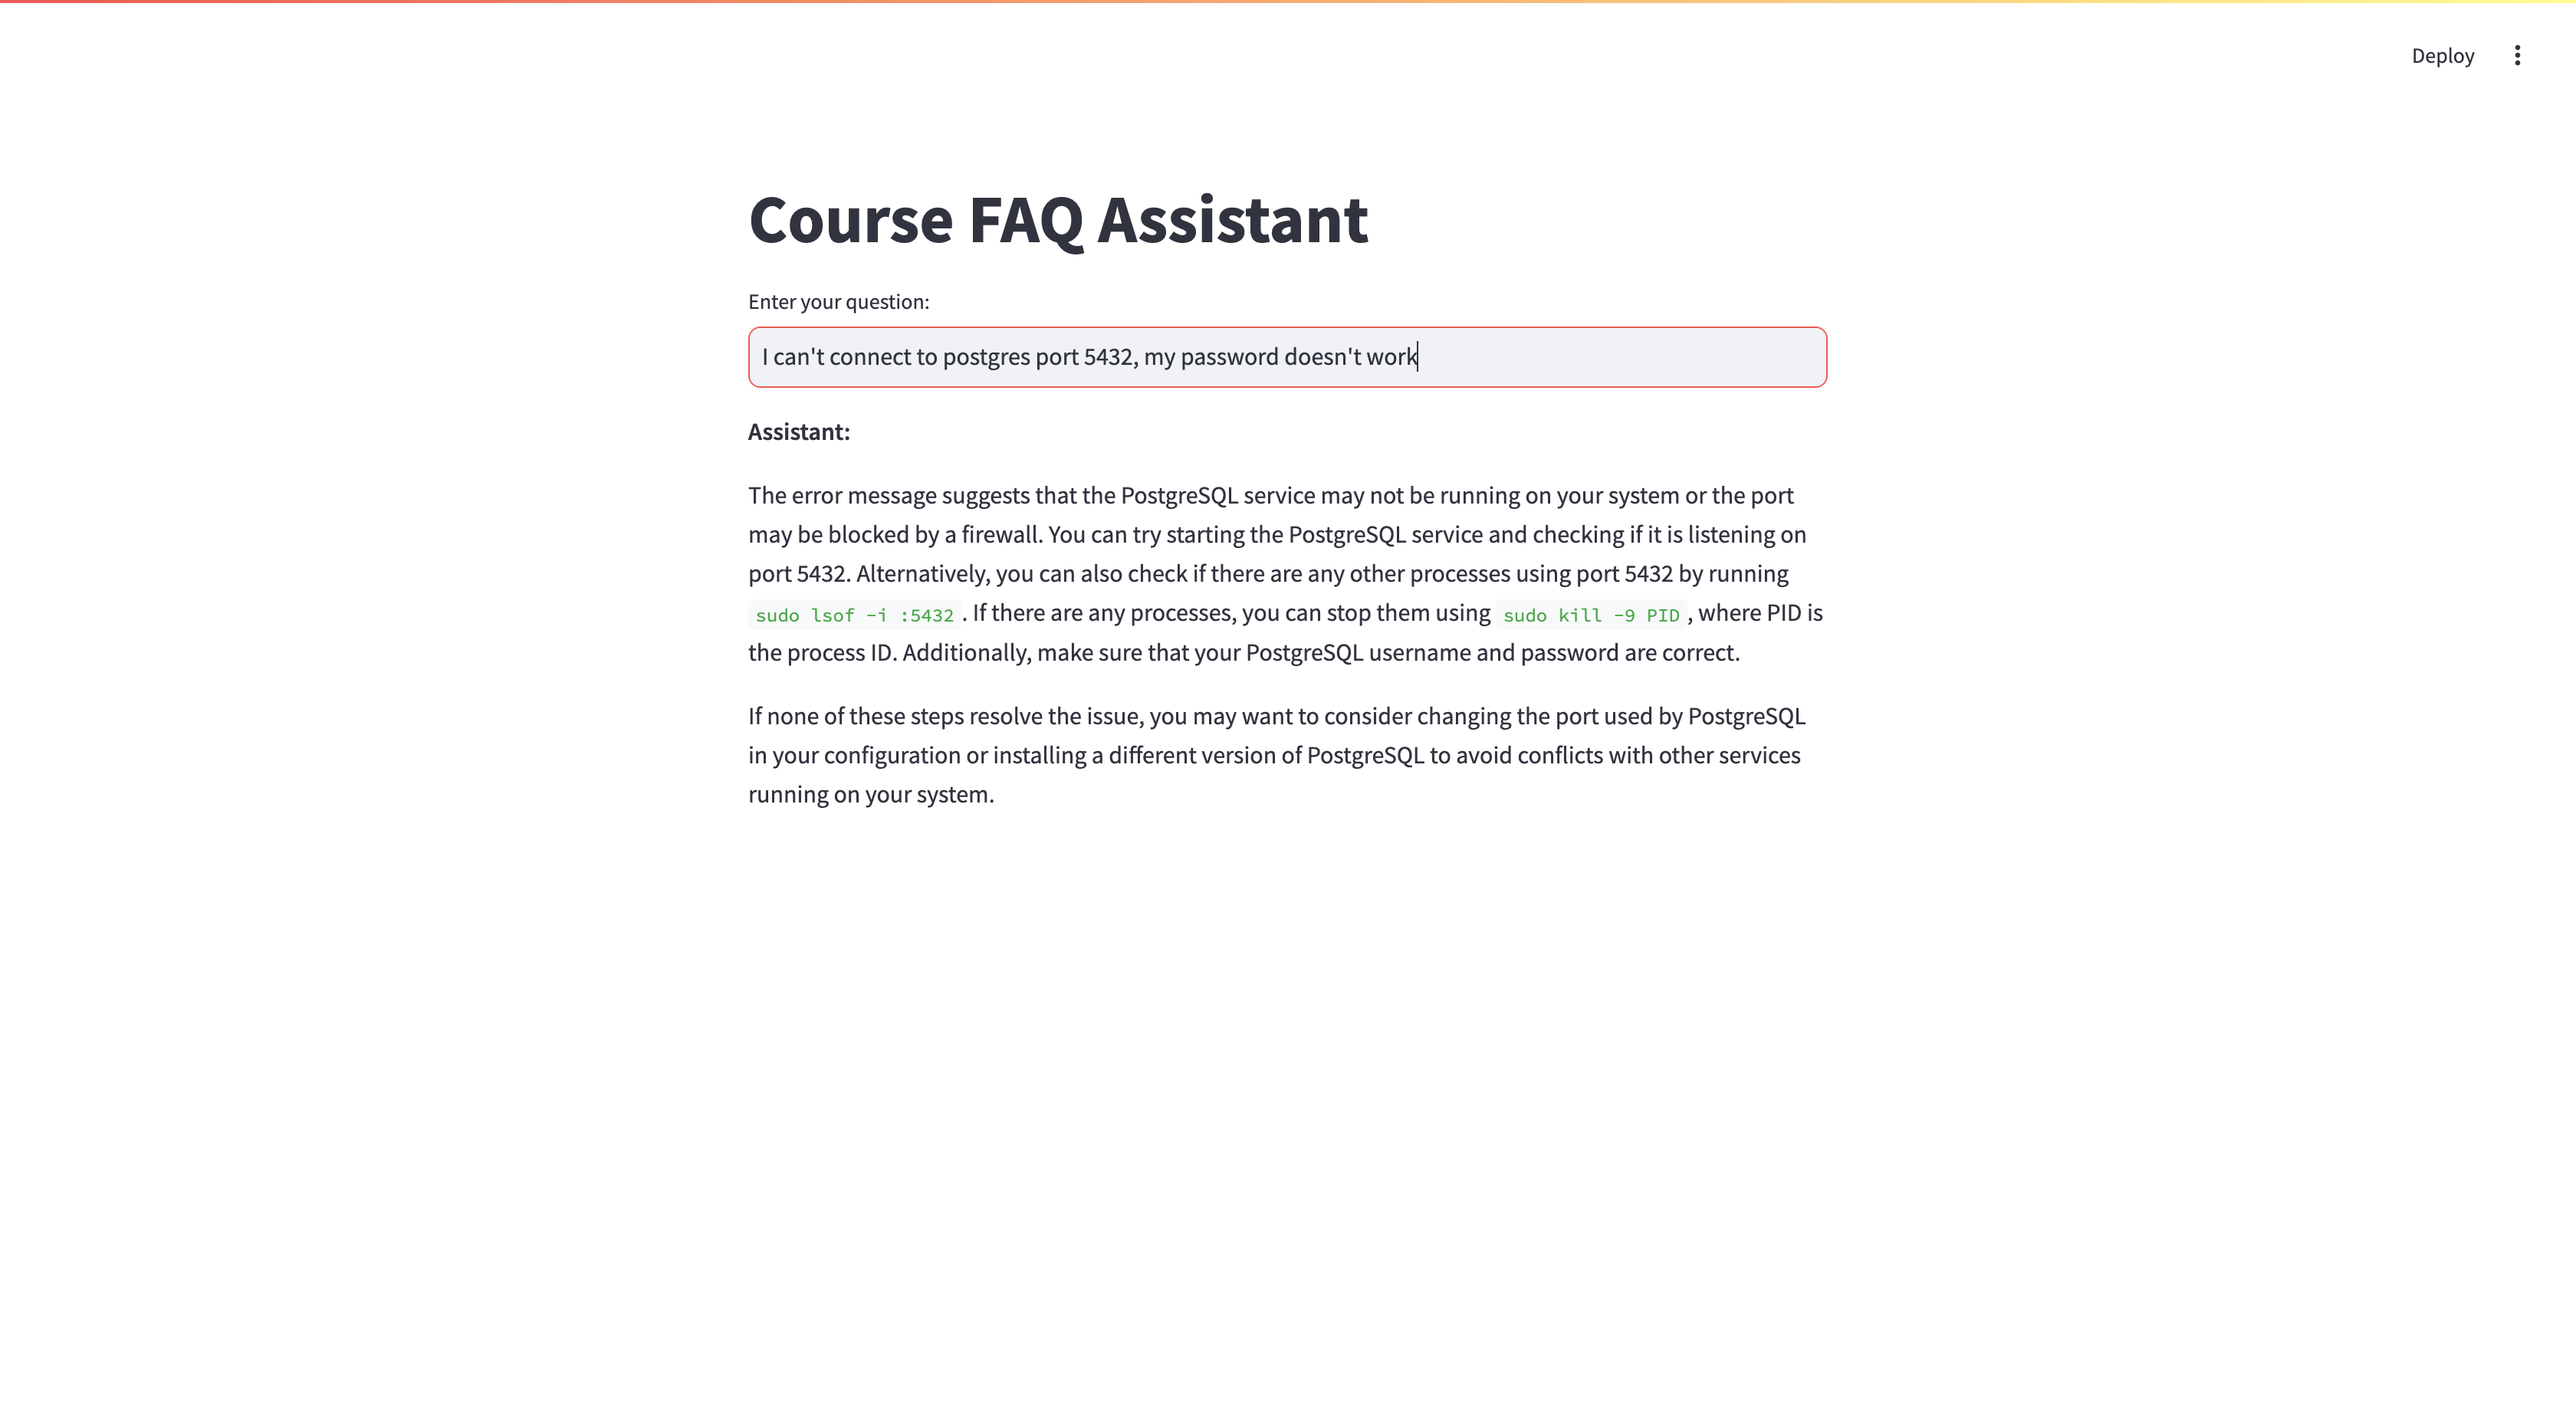 Deploy
Course FAQ Assistant
Enter your question:
I can't connect to postgres port 5432, my password doesn't work
Assistant:
The error message suggests that the PostgreSQL service may not be running on your system or the port
may be blocked by a firewall. You can try starting the PostgreSQL service and checking if it is listening on
port 5432. Alternatively, you can also check if there are any other processes using port 5432 by running
sudo lsof -i :5432 . If there are any processes, you can stop them using sudo kill -9 PID , where PID is
the process ID. Additionally, make sure that your PostgreSQL username and password are correct.
If none of these steps resolve the issue, you may want to consider changing the port used by PostgreSQL
in your configuration or installing a different version of PostgreSQL to avoid conflicts with other services
running on your system.